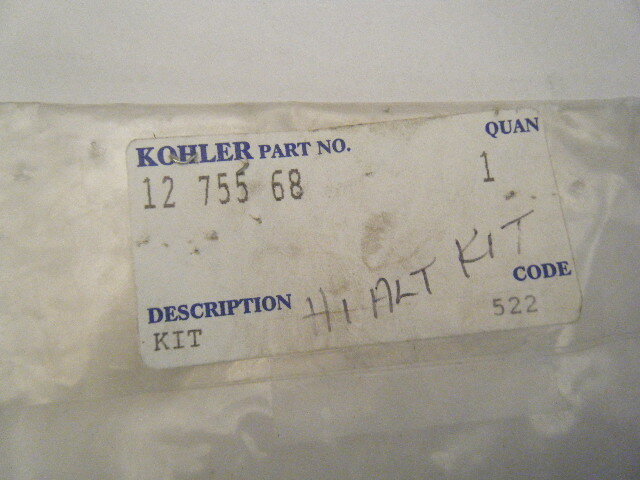 KOHLER PART NO. QUAN
12 755 68 1
HI ALT KIT
DESCRIPTION CODE
KIT 522